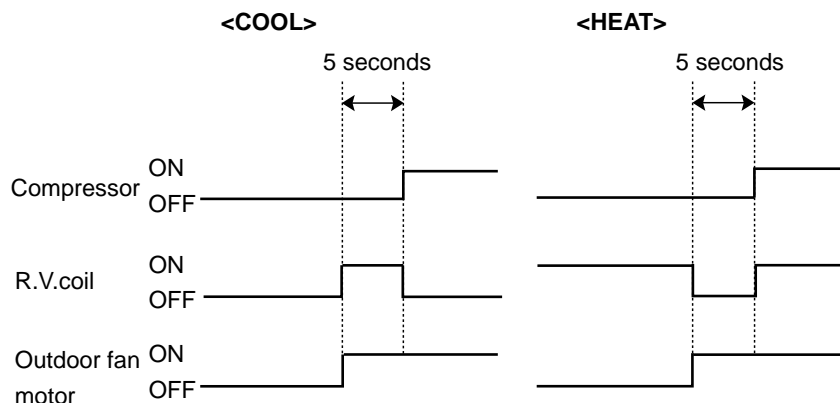 <COOL> <HEAT>
5 seconds 5 seconds
Compressor ON
OFF
R.V.coil ON
OFF
Outdoor fan ON
motor OFF